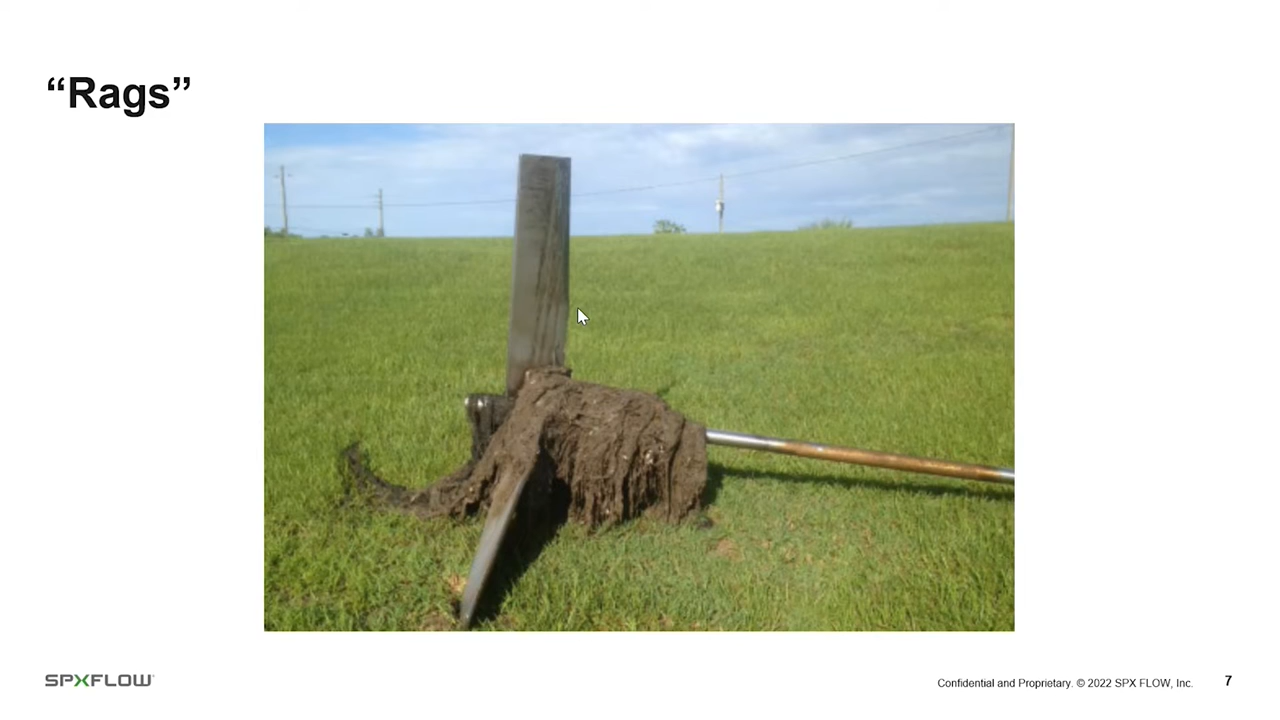 “Rags”
SPXFLOW
Confidential and Proprietary. © 2022 SPX FLOW, Inc.
7